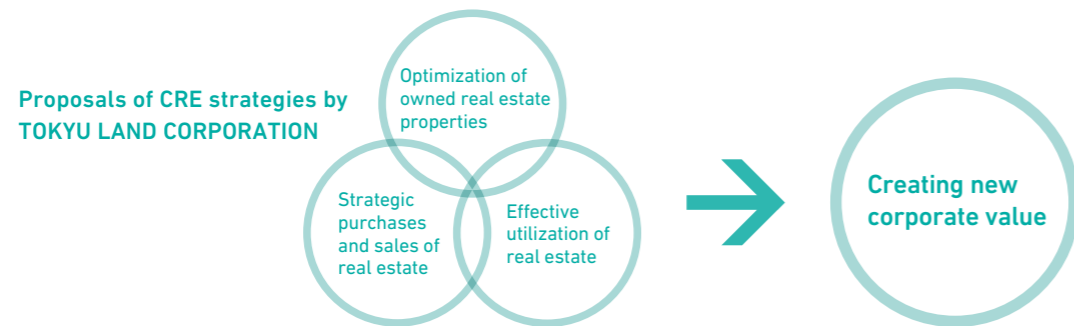 Proposals of CRE strategies by
TOKYU LAND CORPORATION
Optimization of
owned real estate
properties
Strategic
purchases
and sales of
real estate
Effective
utilization of
real estate
Creating new
corporate value